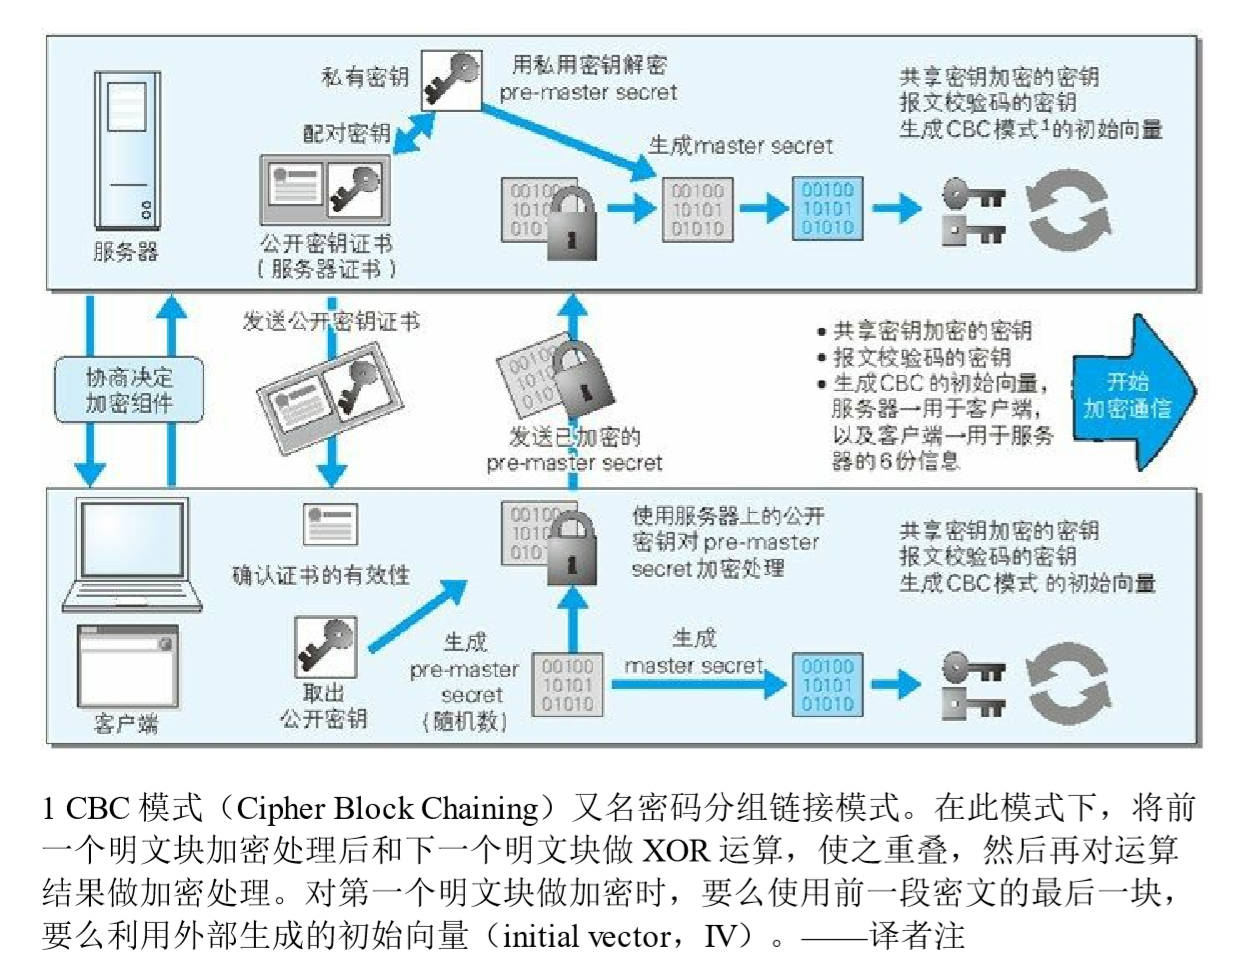 私有密钥
用私用密钥解密
pre-master secret
共享密钥加密的密钥
报文校验码的密钥
生成CBC模式1的初始向量
配对密钥
生成master secret
00100
1010
0101
00100
10101
01010
00100
10101
01010
服务器
公开密钥证书
(服务器证书)
发送公开密钥证书
协商决定
加密组件
00100
1010
010
发送已加密的
pre-master secret
• 共享密钥加密的密钥
• 报文校验码的密钥
• 生成CBC的初始向量，
服务器→用于客户端，
以及客户端→用于服务
器的6份信息
开始
加密通信
确认证书的有效性
00100
1010
0101
使用服务器上的公开
密钥对pre-master
secret加密处理
共享密钥加密的密钥
报文校验码的密钥
生成CBC模式 的初始向量
客户端
取出
公开密钥
生成
pre-master
secret
(随机数)
00100
10101
01010
生成
master secret
00100
10101
01010
1 CBC 模式（Cipher Block Chaining）又名密码分组链接模式。在此模式下，将前
一个明文块加密处理后和下一个明文块做 XOR 运算，使之重叠，然后再对运算
结果做加密处理。对第一个明文块做加密时，要么使用前一段密文的最后一块，
要么利用外部生成的初始向量（initial vector，IV）。——译者注